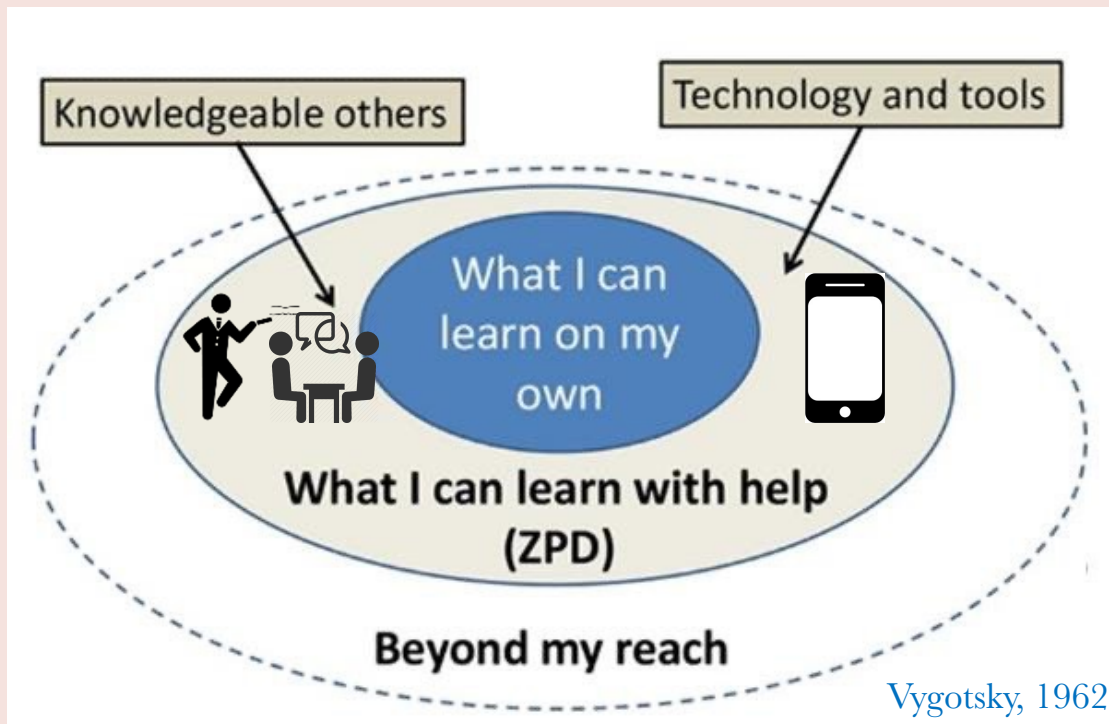 Knowledgeable others
Technology and tools
What I can
learn on my
own
What I can learn with help
(ZPD)
Beyond my reach
Vygotsky, 1962